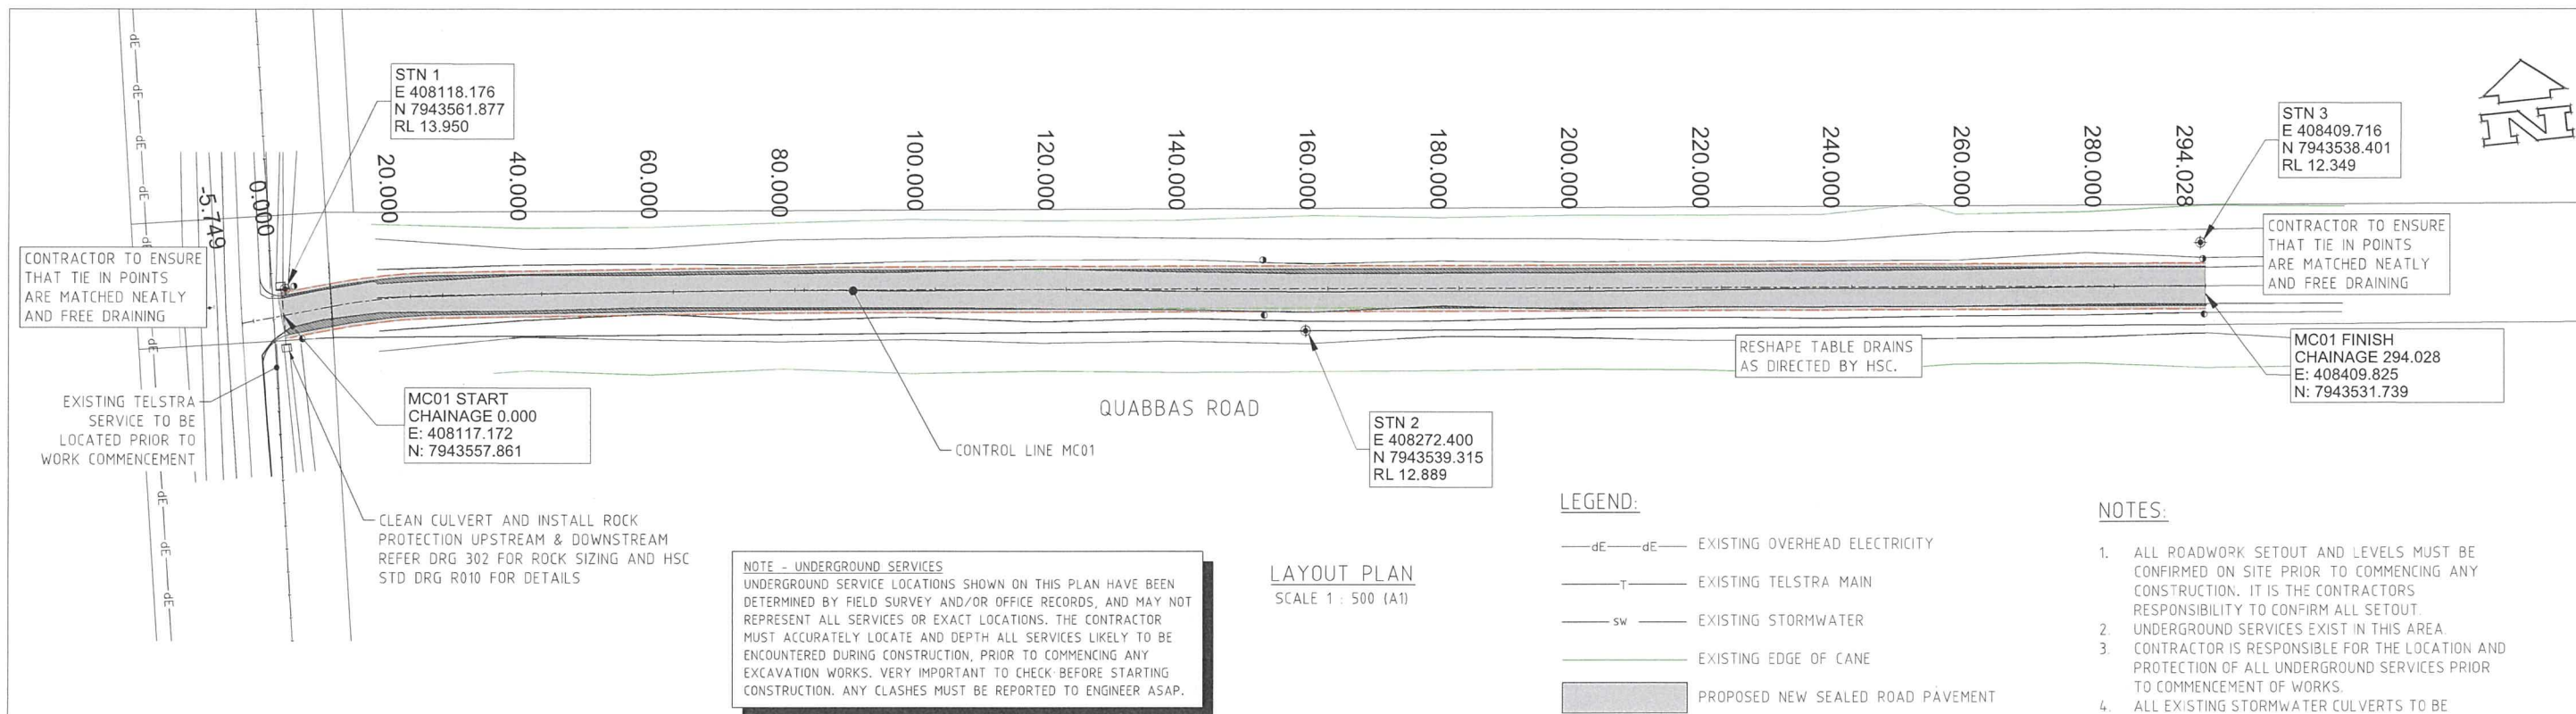 STN 1
E 408118.176
N 7943561.877
RL 13.950
-5.749
0.000
20.000
40.000
60.000
80.000
100.000
120.000
140.000
160.000
180.000
200.000
220.000
240.000
260.000
280.000
294.028
STN 3
E 408409.716
N 7943538.401
RL 12.349
N
dE
dE
dE
dE
dE
dE
dE
dE
dE
CONTRACTOR TO ENSURE
THAT TIE IN POINTS
ARE MATCHED NEATLY
AND FREE DRAINING
CONTRACTOR TO ENSURE
THAT TIE IN POINTS
ARE MATCHED NEATLY
AND FREE DRAINING
EXISTING TELSTRA
SERVICE TO BE
LOCATED PRIOR TO
WORK COMMENCEMENT
MC01 START
CHAINAGE 0.000
E: 408117.172
N: 7943557.861
QUABBAS ROAD
CONTROL LINE MC01
STN 2
E 408272.400
N 7943539.315
RL 12.889
RESHAPE TABLE DRAINS
AS DIRECTED BY HSC.
MC01 FINISH
CHAINAGE 294.028
E: 408409.825
N: 7943531.739
CLEAN CULVERT AND INSTALL ROCK
PROTECTION UPSTREAM & DOWNSTREAM
REFER DRG 302 FOR ROCK SIZING AND HSC
STD DRG R010 FOR DETAILS
NOTE - UNDERGROUND SERVICES
UNDERGROUND SERVICE LOCATIONS SHOWN ON THIS PLAN HAVE BEEN
DETERMINED BY FIELD SURVEY AND/OR OFFICE RECORDS, AND MAY NOT
REPRESENT ALL SERVICES OR EXACT LOCATIONS. THE CONTRACTOR
MUST ACCURATELY LOCATE AND DEPTH ALL SERVICES LIKELY TO BE
ENCOUNTERED DURING CONSTRUCTION, PRIOR TO COMMENCING ANY
EXCAVATION WORKS. VERY IMPORTANT TO CHECK BEFORE STARTING
CONSTRUCTION. ANY CLASHES MUST BE REPORTED TO ENGINEER ASAP.
LAYOUT PLAN
SCALE 1 : 500 (A1)
LEGEND:
dE dE EXISTING OVERHEAD ELECTRICITY
T EXISTING TELSTRA MAIN
SW EXISTING STORMWATER
EXISTING EDGE OF CANE
PROPOSED NEW SEALED ROAD PAVEMENT
NOTES:
1. ALL ROADWORK SETOUT AND LEVELS MUST BE
CONFIRMED ON SITE PRIOR TO COMMENCING ANY
CONSTRUCTION. IT IS THE CONTRACTORS
RESPONSIBILITY TO CONFIRM ALL SETOUT.
2. UNDERGROUND SERVICES EXIST IN THIS AREA.
3. CONTRACTOR IS RESPONSIBLE FOR THE LOCATION AND
PROTECTION OF ALL UNDERGROUND SERVICES PRIOR
TO COMMENCEMENT OF WORKS.
4. ALL EXISTING STORMWATER CULVERTS TO BE